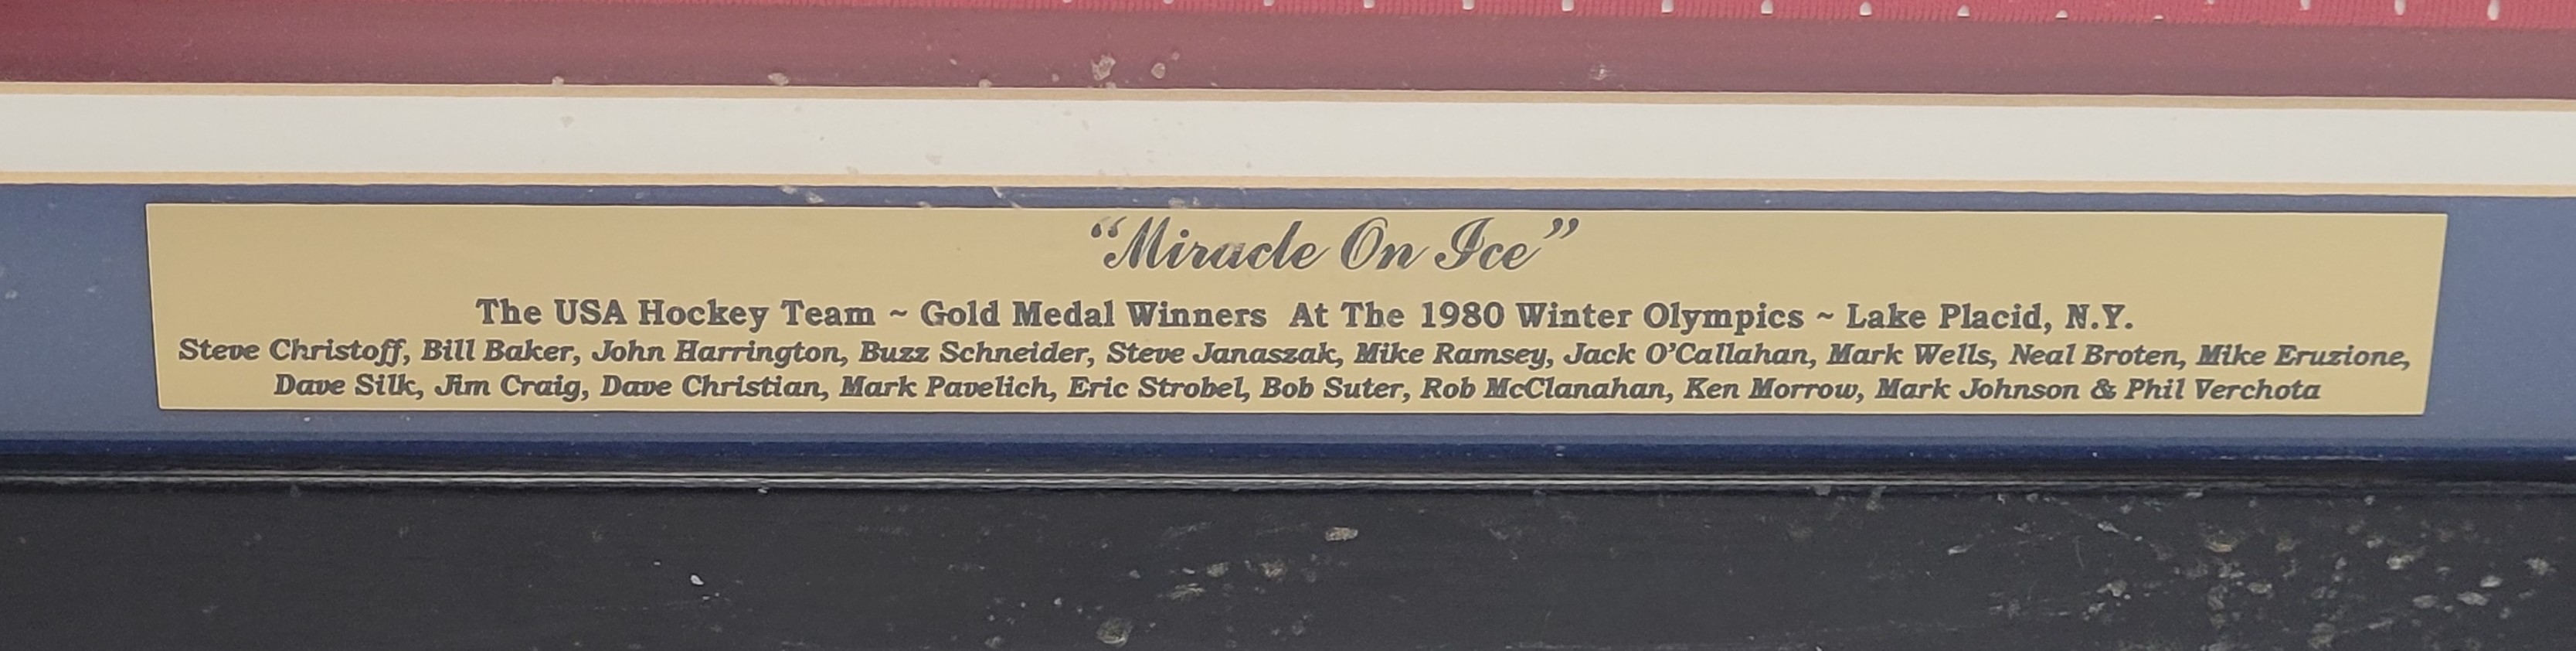 “Miracle On Ice”
The USA Hockey Team ~ Gold Medal Winners At The 1980 Winter Olympics ~ Lake Placid, N.Y.
Steve Christoff, Bill Baker, John Harrington, Buzz Schneider, Steve Janaszak, Mike Ramsey, Jack O'Callahan, Mark Wells, Neal Broten, Mike Eruzione,
Dave Silk, Jim Craig, Dave Christian, Mark Pavelich, Eric Strobel, Bob Suter, Rob McClanahan, Ken Morrow, Mark Johnson & Phil Verchota